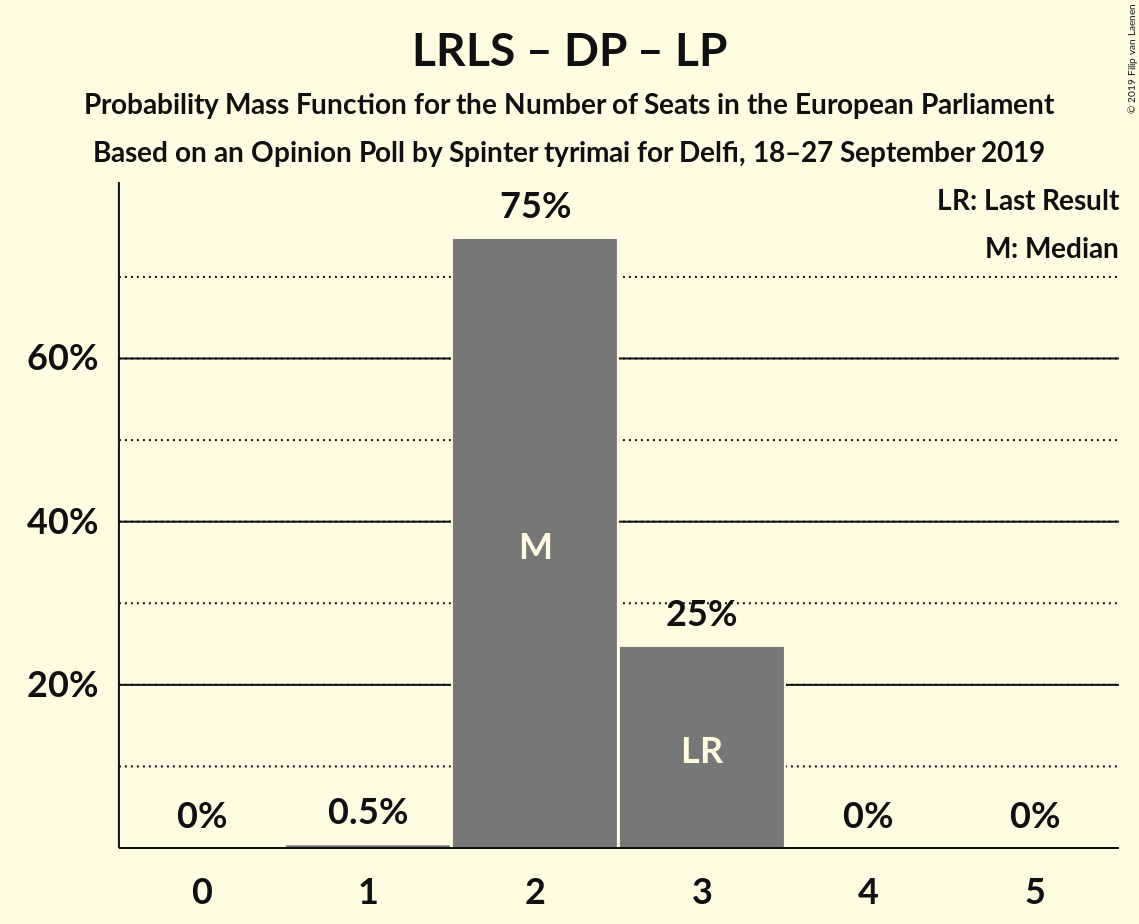 LRLS – DP – LP
Probability Mass Function for the Number of Seats in the European Parliament
Based on an Opinion Poll by Spinter tyrimai for Delfi, 18–27 September 2019
© 2019 Filip van Laenen
LR: Last Result
M: Median
75%
60%
40%
M
25%
20%
LR
0%
0.5%
0%
0%
0 1 2 3 4 5